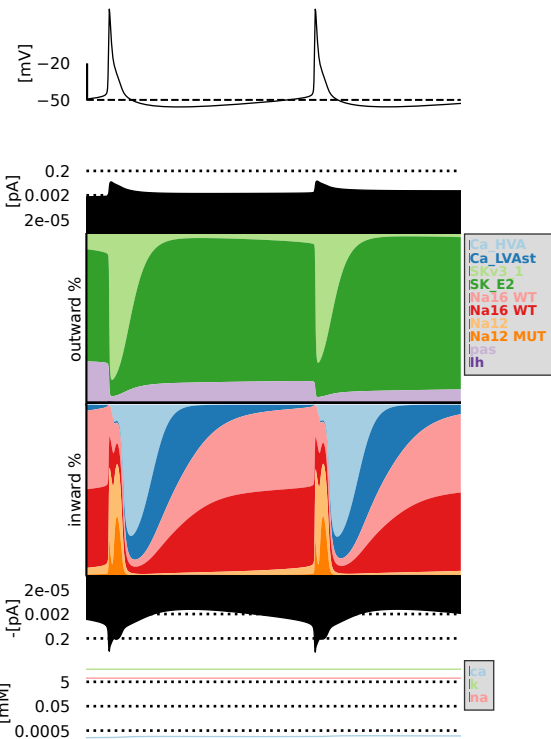 [mV]
−20
−50
[pA]
0.2
0.002
2e-05
outward %
Ca_HVA
Ca_LVAst
SKv3_1
SK_E2
Na16 WT
Na16 WT
Na12
Na12 MUT
pas
Ih
inward %
-[pA]
2e-05
0.002
0.2
[mM]
5
0.05
0.0005
ca
k
na